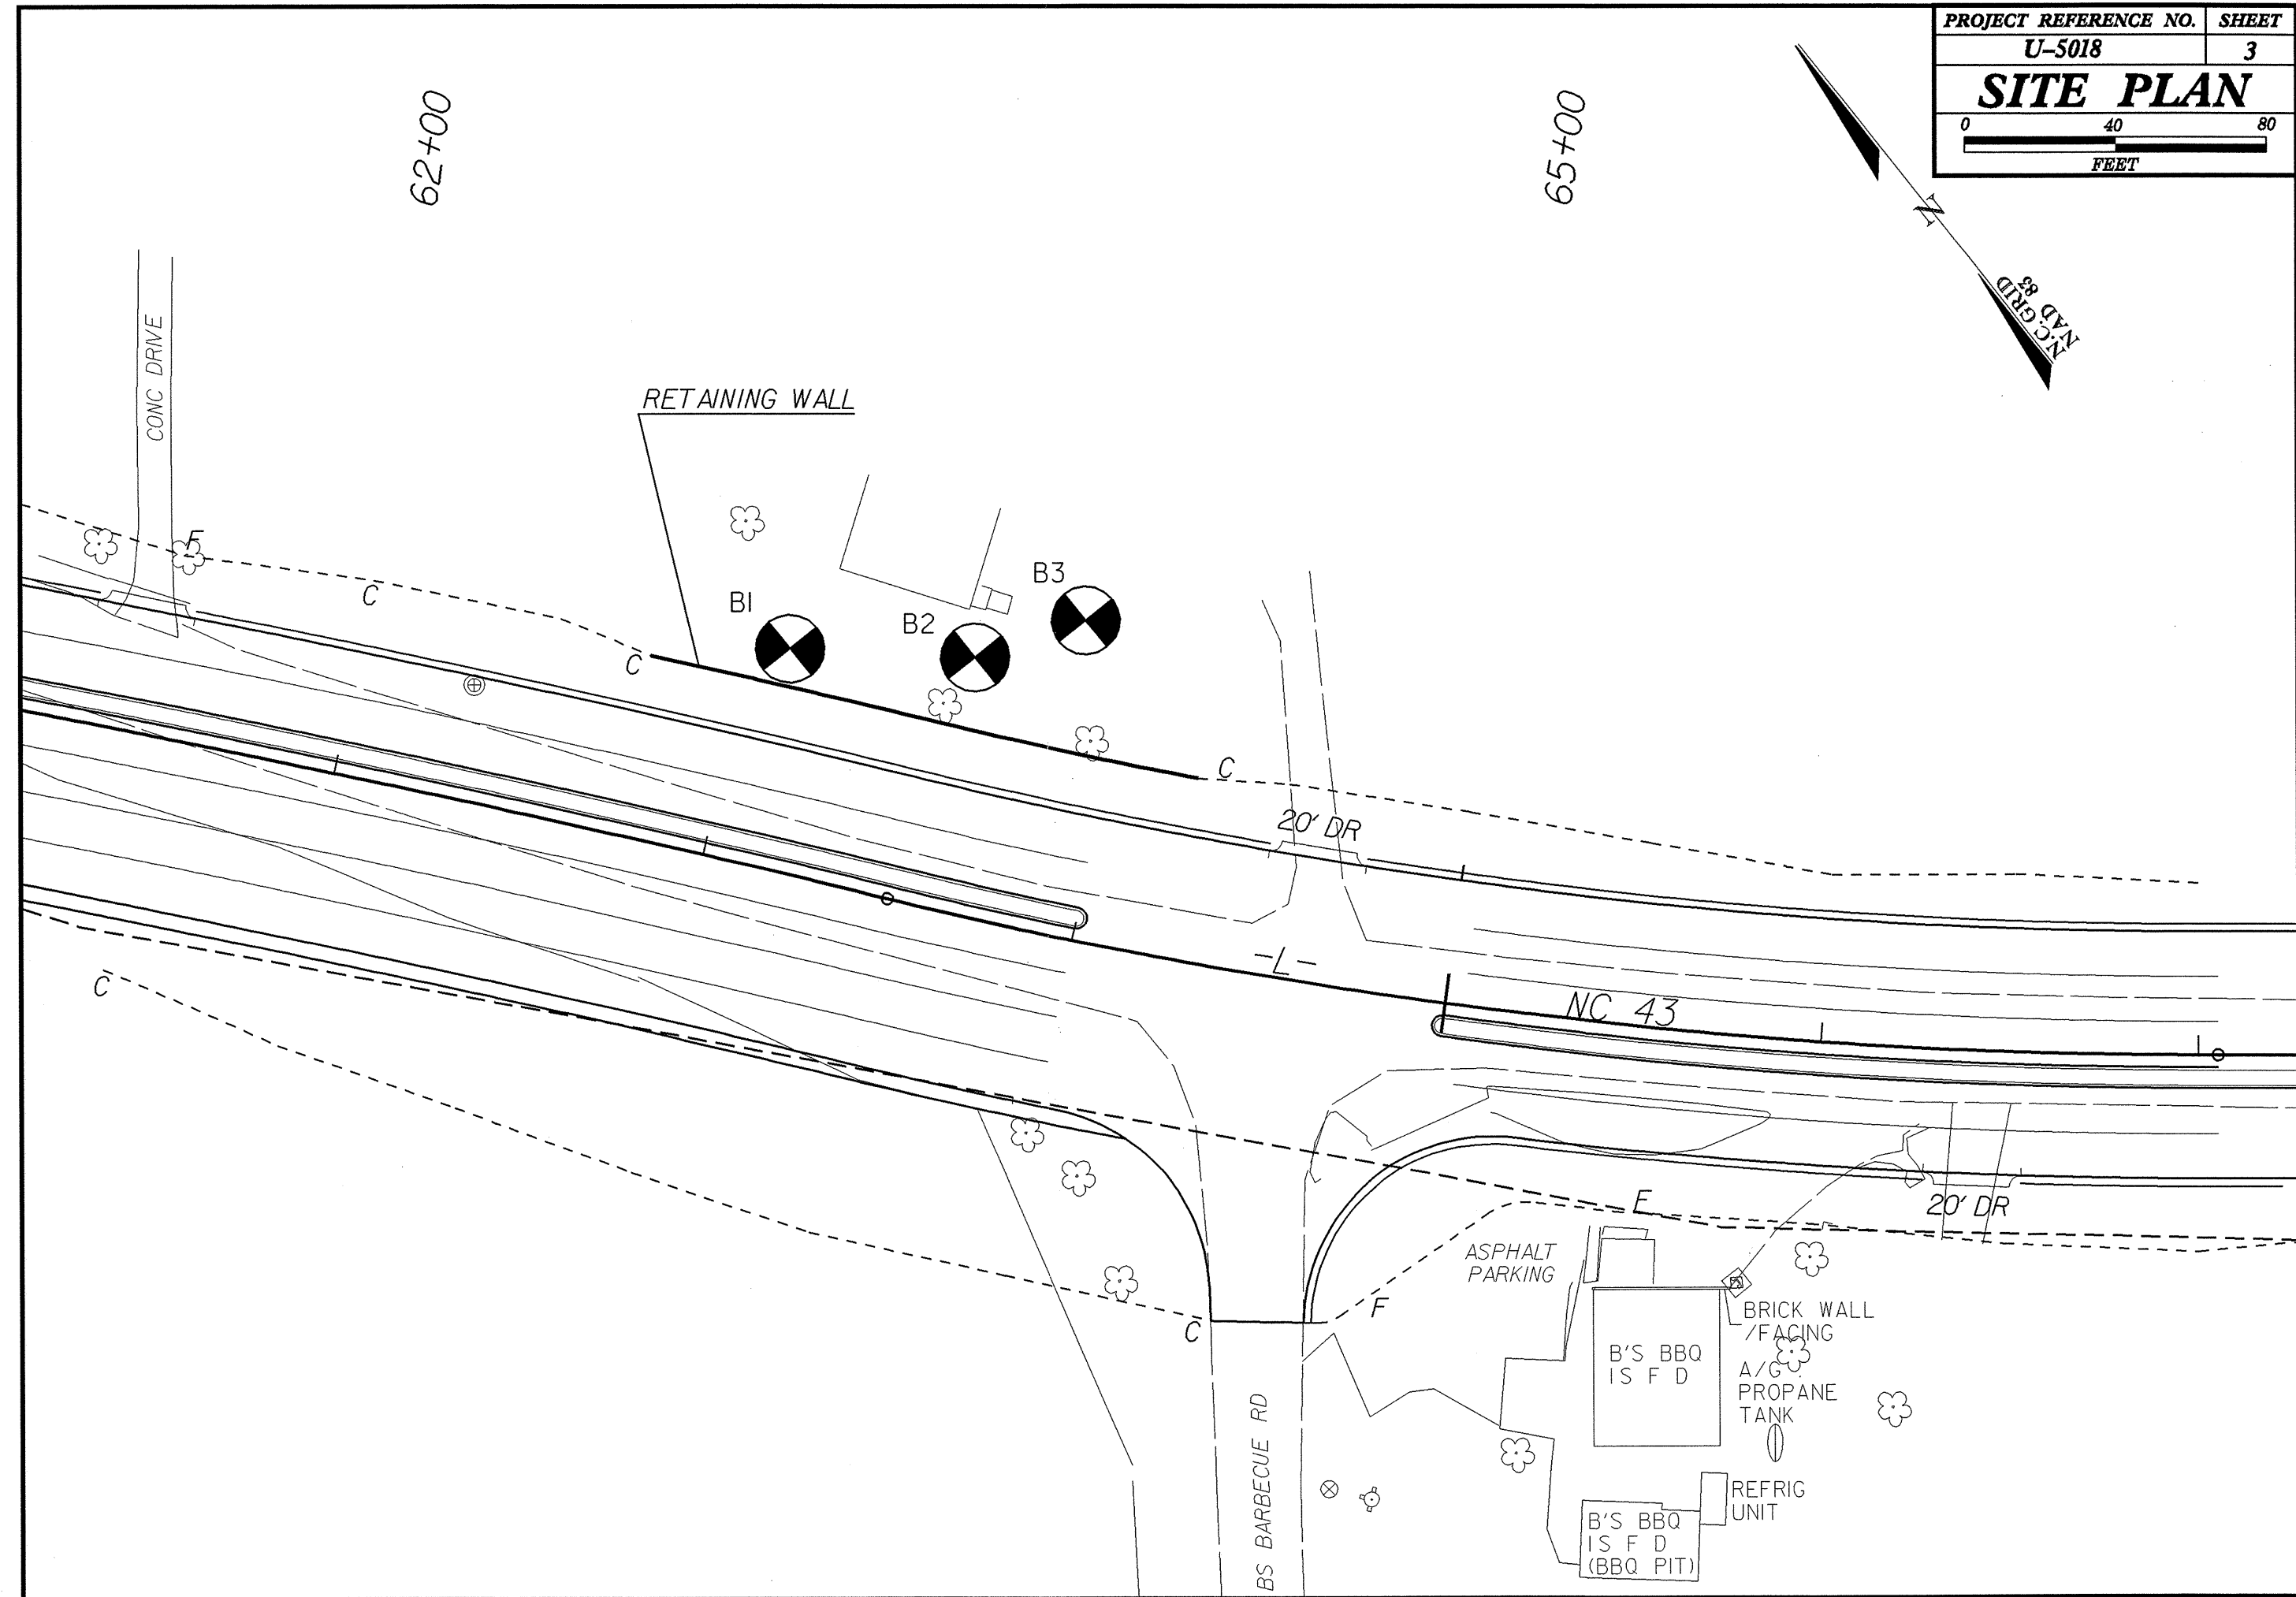 PROJECT REFERENCE NO. SHEET
U-5018 3
SITE PLAN
0 40 80
FEET
62+00
65+00
N
N.C. GRID
NAD 83
CONC DRIVE
RETAINING WALL
F
C
C
B1
B2
B3
C
20' DR
-L-
NC 43
C
F
20' DR
ASPHALT
PARKING
F
C
BRICK WALL
/FACING
B'S BBQ
IS F D
A/G
PROPANE
TANK
BS BARBECUE RD
REFRIG
UNIT
B'S BBQ
IS F D
(BBQ PIT)